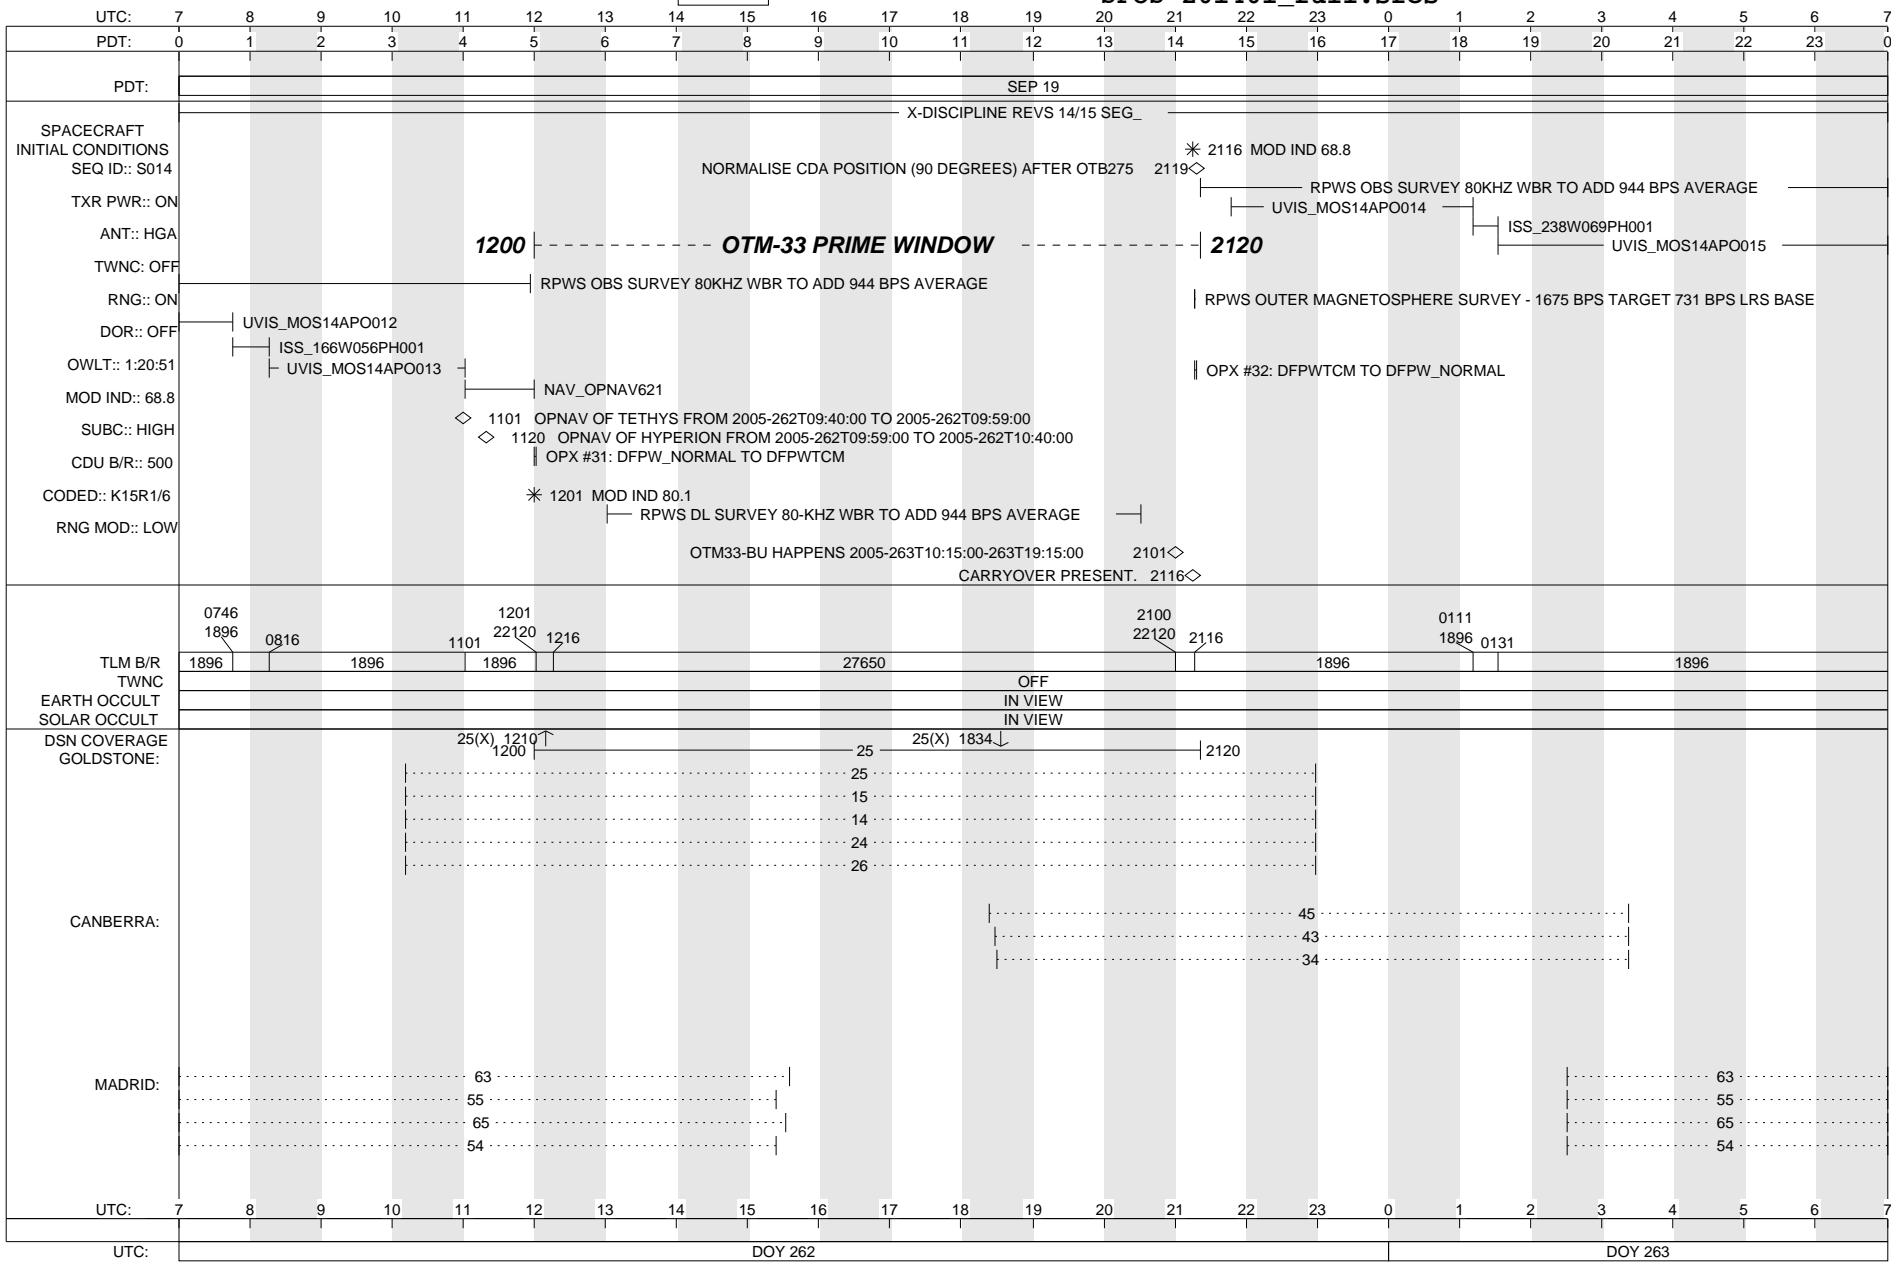 UTC: 7 8 9 10 11 12 13 14 15 16 17 18 19 20 21 22 23 0 1 2 3 4 5 6 7
PDT: 0 1 2 3 4 5 6 7 8 9 10 11 12 13 14 15 16 17 18 19 20 21 22 23 0
PDT: SEP 19
X-DISCIPLINE REVS 14/15 SEG_
SPACECRAFT
INITIAL CONDITIONS
2116 MOD IND 68.8
SEQ ID:: S014
NORMALISE CDA POSITION (90 DEGREES) AFTER OTB275 2119
RPWS OBS SURVEY 80KHZ WBR TO ADD 944 BPS AVERAGE
TXR PWR:: ON
UVIS_MOS14APO014
ISS_238W069PH001
ANT:: HGA
1200 OTM-33 PRIME WINDOW 2120
UVIS_MOS14APO015
TWNC: OFF
RPWS OBS SURVEY 80KHZ WBR TO ADD 944 BPS AVERAGE
RNG:: ON
RPWS OUTER MAGNETOSPHERE SURVEY - 1675 BPS TARGET 731 BPS LRS BASE
UVIS_MOS14APO012
DOR:: OFF
ISS_166W056PH001
OWLT:: 1:20:51
UVIS_MOS14APO013
OPX #32: DFPWTCM TO DFPW_NORMAL
NAV_OPNAV621
MOD IND:: 68.8
1101 OPNAV OF TETHYS FROM 2005-262T09:40:00 TO 2005-262T09:59:00
SUBC:: HIGH
1120 OPNAV OF HYPERION FROM 2005-262T09:59:00 TO 2005-262T10:40:00
OPX #31: DFPW_NORMAL TO DFPWTCM
CDU B/R:: 500
CODED:: K15R1/6
1201 MOD IND 80.1
RPWS DL SURVEY 80-KHZ WBR TO ADD 944 BPS AVERAGE
RNG MOD:: LOW
OTM33-BU HAPPENS 2005-263T10:15:00-263T19:15:00 2101
CARRYOVER PRESENT. 2116
0746 1201 2100 0111
1896 0816 1101 22120 1216 22120 2116 1896 0131
TLM B/R 1896 1896 1896 27650 1896 1896
TWNC OFF
EARTH OCCULT IN VIEW
SOLAR OCCULT IN VIEW
DSN COVERAGE 25(X) 1210 25(X) 1834
GOLDSTONE: 1200 25 2120
25
15
14
24
26
CANBERRA: 45
43
34
MADRID: 63 63
55 55
65 65
54 54
UTC: 7 8 9 10 11 12 13 14 15 16 17 18 19 20 21 22 23 0 1 2 3 4 5 6 7
UTC: DOY 262 DOY 263